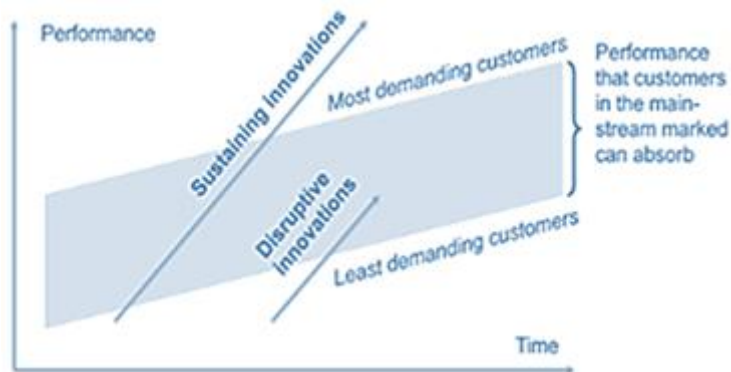 Performance
Sustaining innovations
Most demanding customers
Performance
that customers
in the main-
stream marked
can absorb
Disruptive
innovations
Least demanding customers
Time